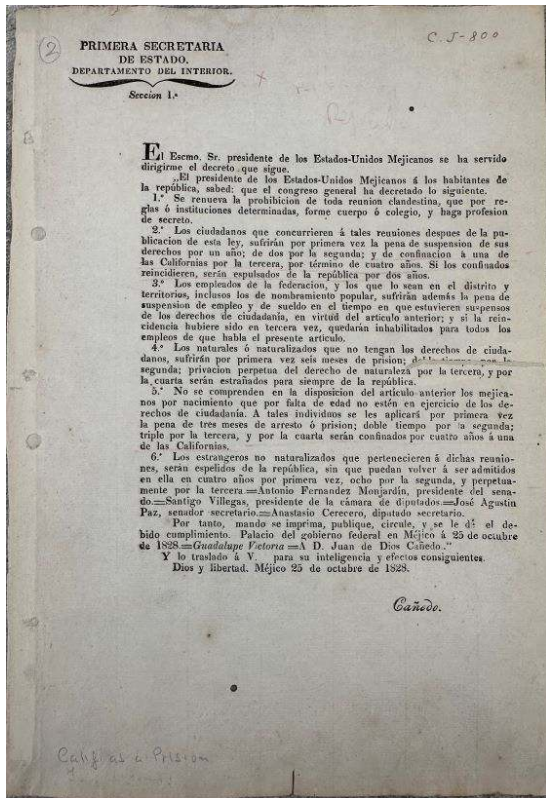 2
C. J-800
PRIMERA SECRETARIA
DE ESTADO.
DEPARTAMENTO DEL INTERIOR.
Seccion 1.ª
El Escmo. Sr. presidente de los Estados-Unidos Mejicanos se ha servido
dirigirme el decreto que sigue.
„El presidente de los Estados-Unidos Mejicanos á los habitantes de
la república, sabed: que el congreso general ha decretado lo siguiente.
1.º Se renueva la prohibicion de toda reunion clandestina, que por re-
glas ó instituciones determinadas, forme cuerpo ó colegio, y haga profesion
de secreto.
2.º Los ciudadanos que concurrieren á tales reuniones despues de la pu-
blicacion de esta ley, sufrirán por primera vez la pena de suspension de sus
derechos por un año; de dos por la segunda; y de confinacion á una de
las Californias por la tercera, por término de cuatro años. Si los confinados
reincidieren, serán espulsados de la república por dos años.
3.º Los empleados de la federacion, y los que lo sean en el distrito y
territorios, inclusos los de nombramiento popular, sufrirán además la pena de
suspension de empleo y de sueldo en el tiempo en que estuvieren suspensos
de los derechos de ciudadanía, en virtud del articulo anterior; y si la rein-
cidencia hubiere sido en tercera vez, quedarán inhabilitados para todos los
empleos de que habla el presente articulo.
4.º Los naturales ó naturalizados que no tengan los derechos de ciuda-
danos, sufrirán por primera vez seis meses de prision; doble tiempo por la
segunda; privacion perpetua del derecho de naturaleza por la tercera, y por
la cuarta serán estrañados para siempre de la república.
5.º No se comprenden en la disposicion del articulo anterior los mejica-
nos por nacimiento que por falta de edad no estén en ejercicio de los de-
rechos de ciudadanía. A tales individuos se les aplicará por primera vez
la pena de tres meses de arresto ó prision; doble tiempo por la segunda;
triple por la tercera, y por la cuarta serán confinados por cuatro años á una
de las Californias.
6.º Los estrangeros no naturalizados que pertenecieren á dichas reunio-
nes, serán espelidos de la república, sin que puedan volver á ser admitidos
en ella en cuatro años por primera vez, ocho por la segunda, y perpetua-
mente por la tercera.=Antonio Fernandez Monjardín, presidente del sena-
do.=Santigo Villegas, presidente de la cámara de diputados.=José Agustin
Paz, senador secretario.=Anastasio Cerecero, diputado secretario.
Por tanto, mando se imprima, publique, circule, y se le dé el de-
bido cumplimiento. Palacio del gobierno federal en Méjico á 25 de octubre
de 1828.=Guadalupe Victoria=A D. Juan de Dios Cañedo."
Y lo traslado á V. para su inteligencia y efectos consiguientes.
Dios y libertad. Méjico 25 de octubre de 1828.
Cañedo.
Calif as a Prision